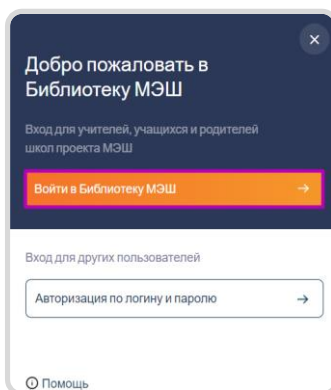 Добро пожаловать в
Библиотеку МЭШ
Вход для учителей, учащихся и родителей
школ проекта МЭШ
Войти в Библиотеку МЭШ
Вход для других пользователей
Авторизация по логину и паролю
Помощь